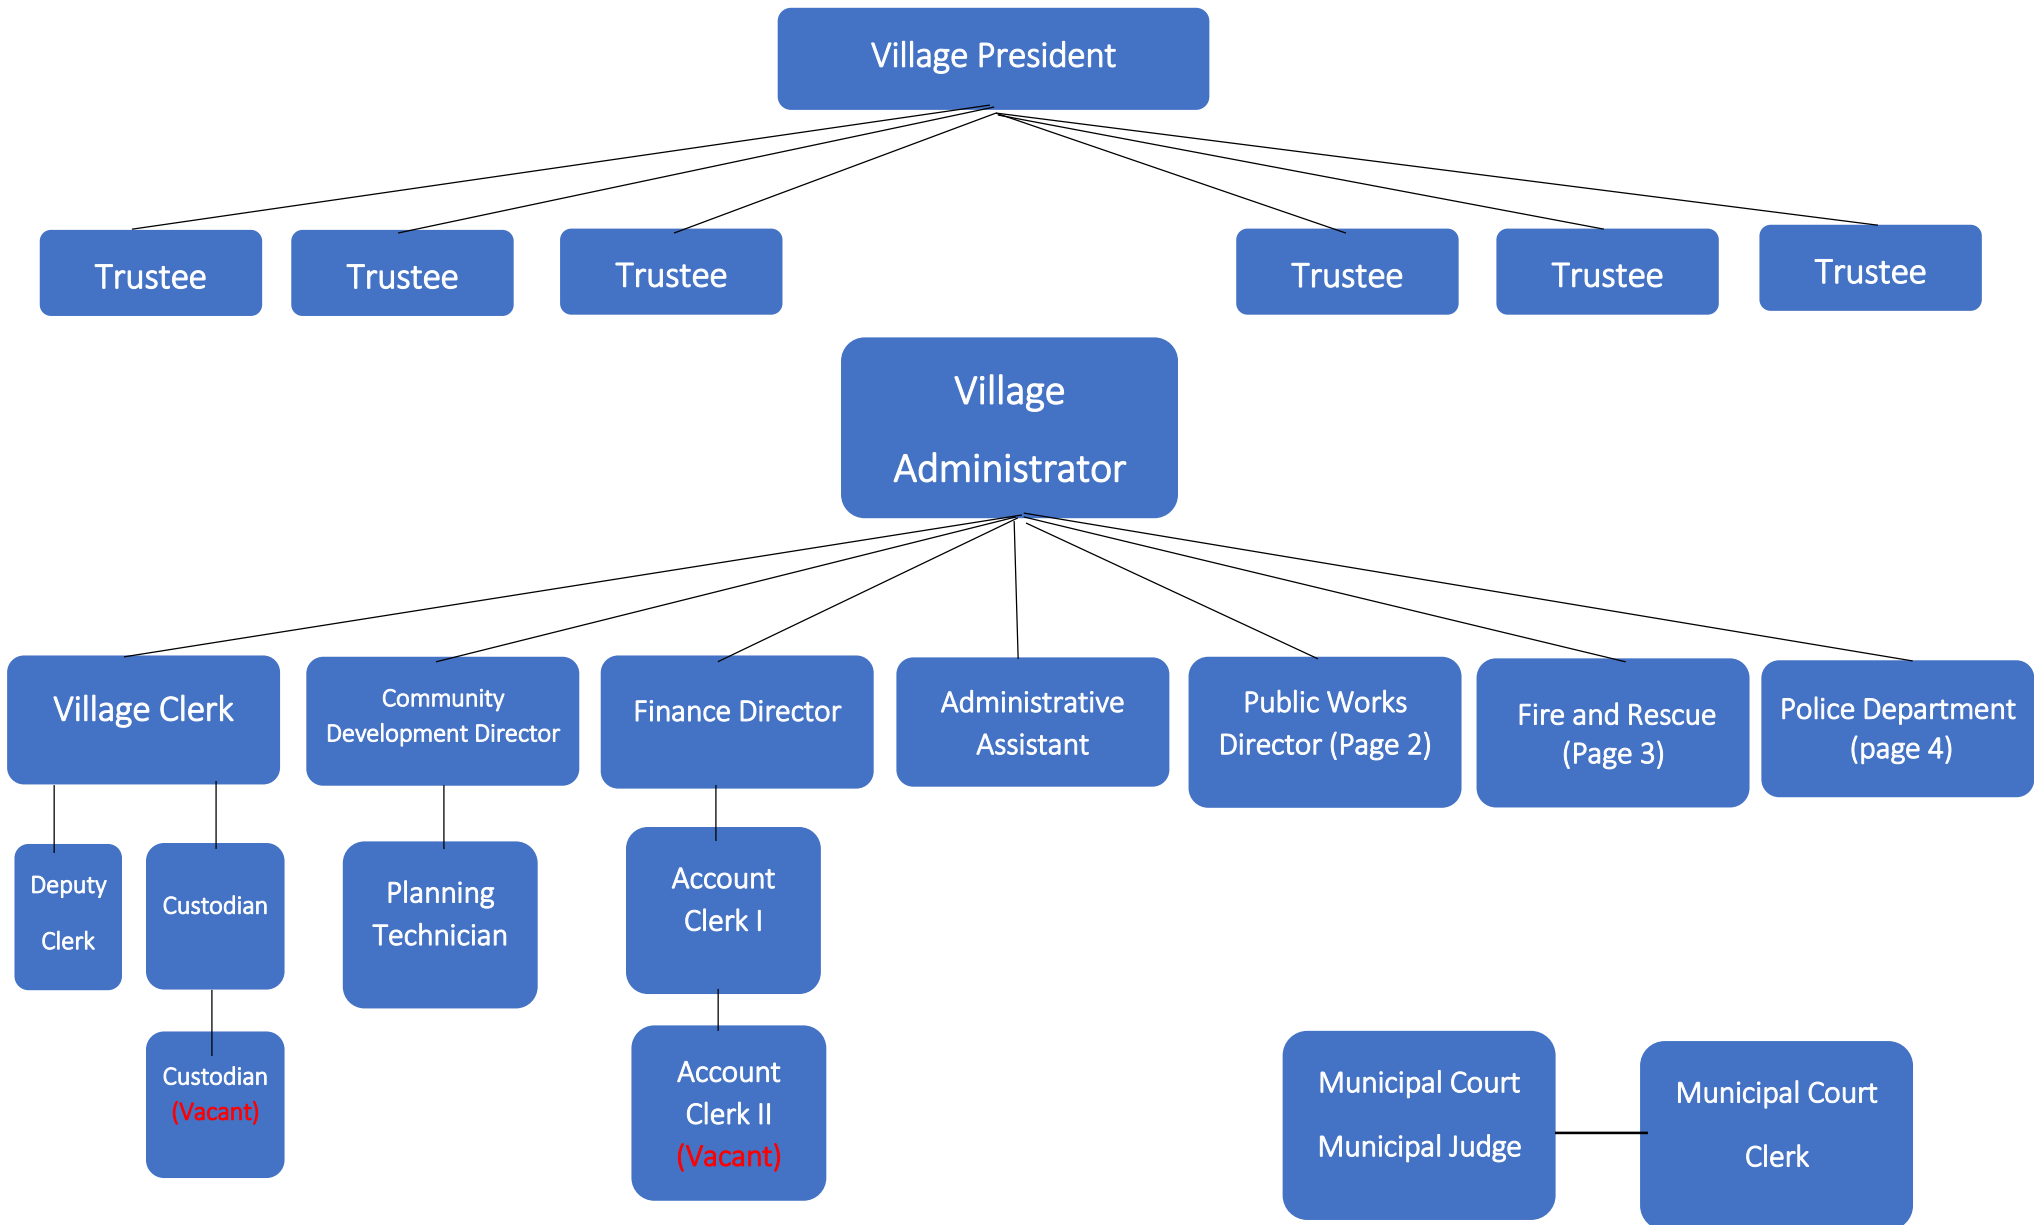 Village President
Trustee
Trustee
Trustee
Trustee
Trustee
Trustee
Village
Administrator
Village Clerk
Community
Development Director
Finance Director
Administrative
Assistant
Public Works
Director (Page 2)
Fire and Rescue
(Page 3)
Police Department
(page 4)
Deputy
Clerk
Custodian
Planning
Technician
Account
Clerk I
Custodian
(Vacant)
Account
Clerk II
(Vacant)
Municipal Court
Municipal Judge
Municipal Court
Clerk